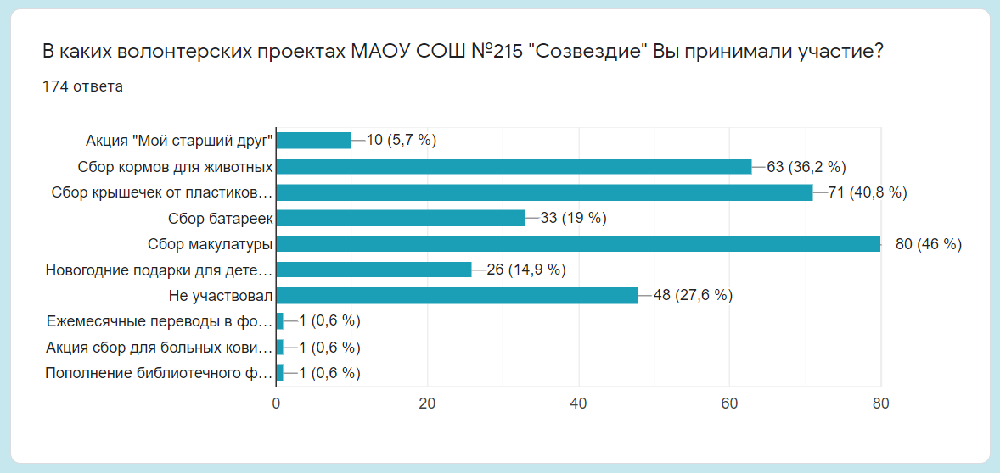 В каких волонтерских проектах МАОУ СОШ №215 "Созвездие" Вы принимали участие?
174 ответа
Акция "Мой старший друг" 10 (5,7 %)
Сбор кормов для животных 63 (36,2 %)
Сбор крышечек от пластиков… 71 (40,8 %)
Сбор батареек 33 (19 %)
Сбор макулатуры 80 (46 %)
Новогодние подарки для дете… 26 (14,9 %)
Не участвовал 48 (27,6 %)
Ежемесячные переводы в фо… 1 (0,6 %)
Акция сбор для больных кови… 1 (0,6 %)
Пополнение библиотечного ф… 1 (0,6 %)
0 20 40 60 80